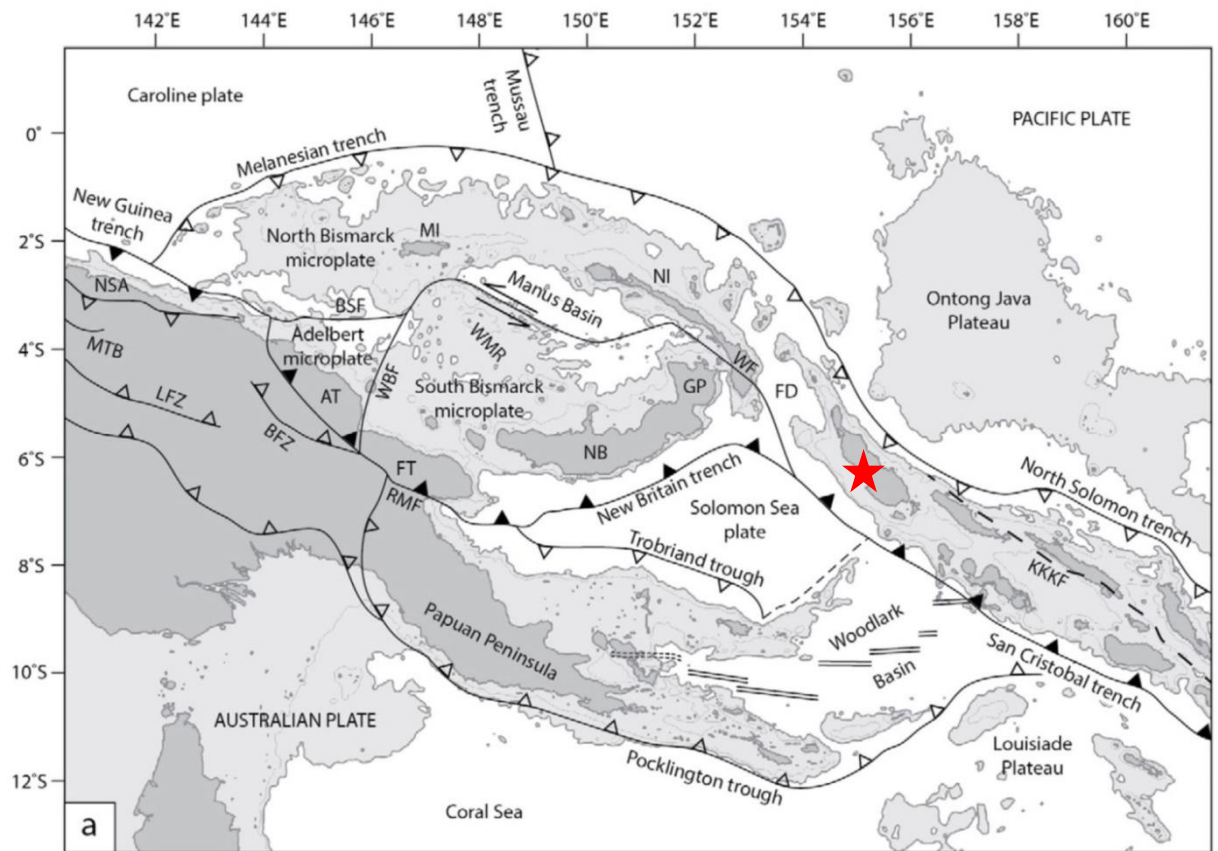 142°E 144°E 146°E 148°E 150°E 152°E 154°E 156°E 158°E 160°E
0°
2°S
4°S
6°S
8°S
10°S
12°S
Caroline plate
Mussau
trench
PACIFIC PLATE
Melanesian trench
New Guinea
trench
North Bismarck
microplate
MI
NI
Manus Basin
Ontong Java
Plateau
NSA
BSF
Adelbert
microplate
WMR
MTB
WBF
South Bismarck
microplate
GP
WF
FD
LFZ
AT
BFZ
NB
FT
RMF
New Britain trench
Solomon Sea
plate
North Solomon trench
Trobriand trough
KKKF
Papuan Peninsula
Woodlark
Basin
San Cristobal trench
AUSTRALIAN PLATE
Louisiade
Plateau
Pocklington trough
Coral Sea
a